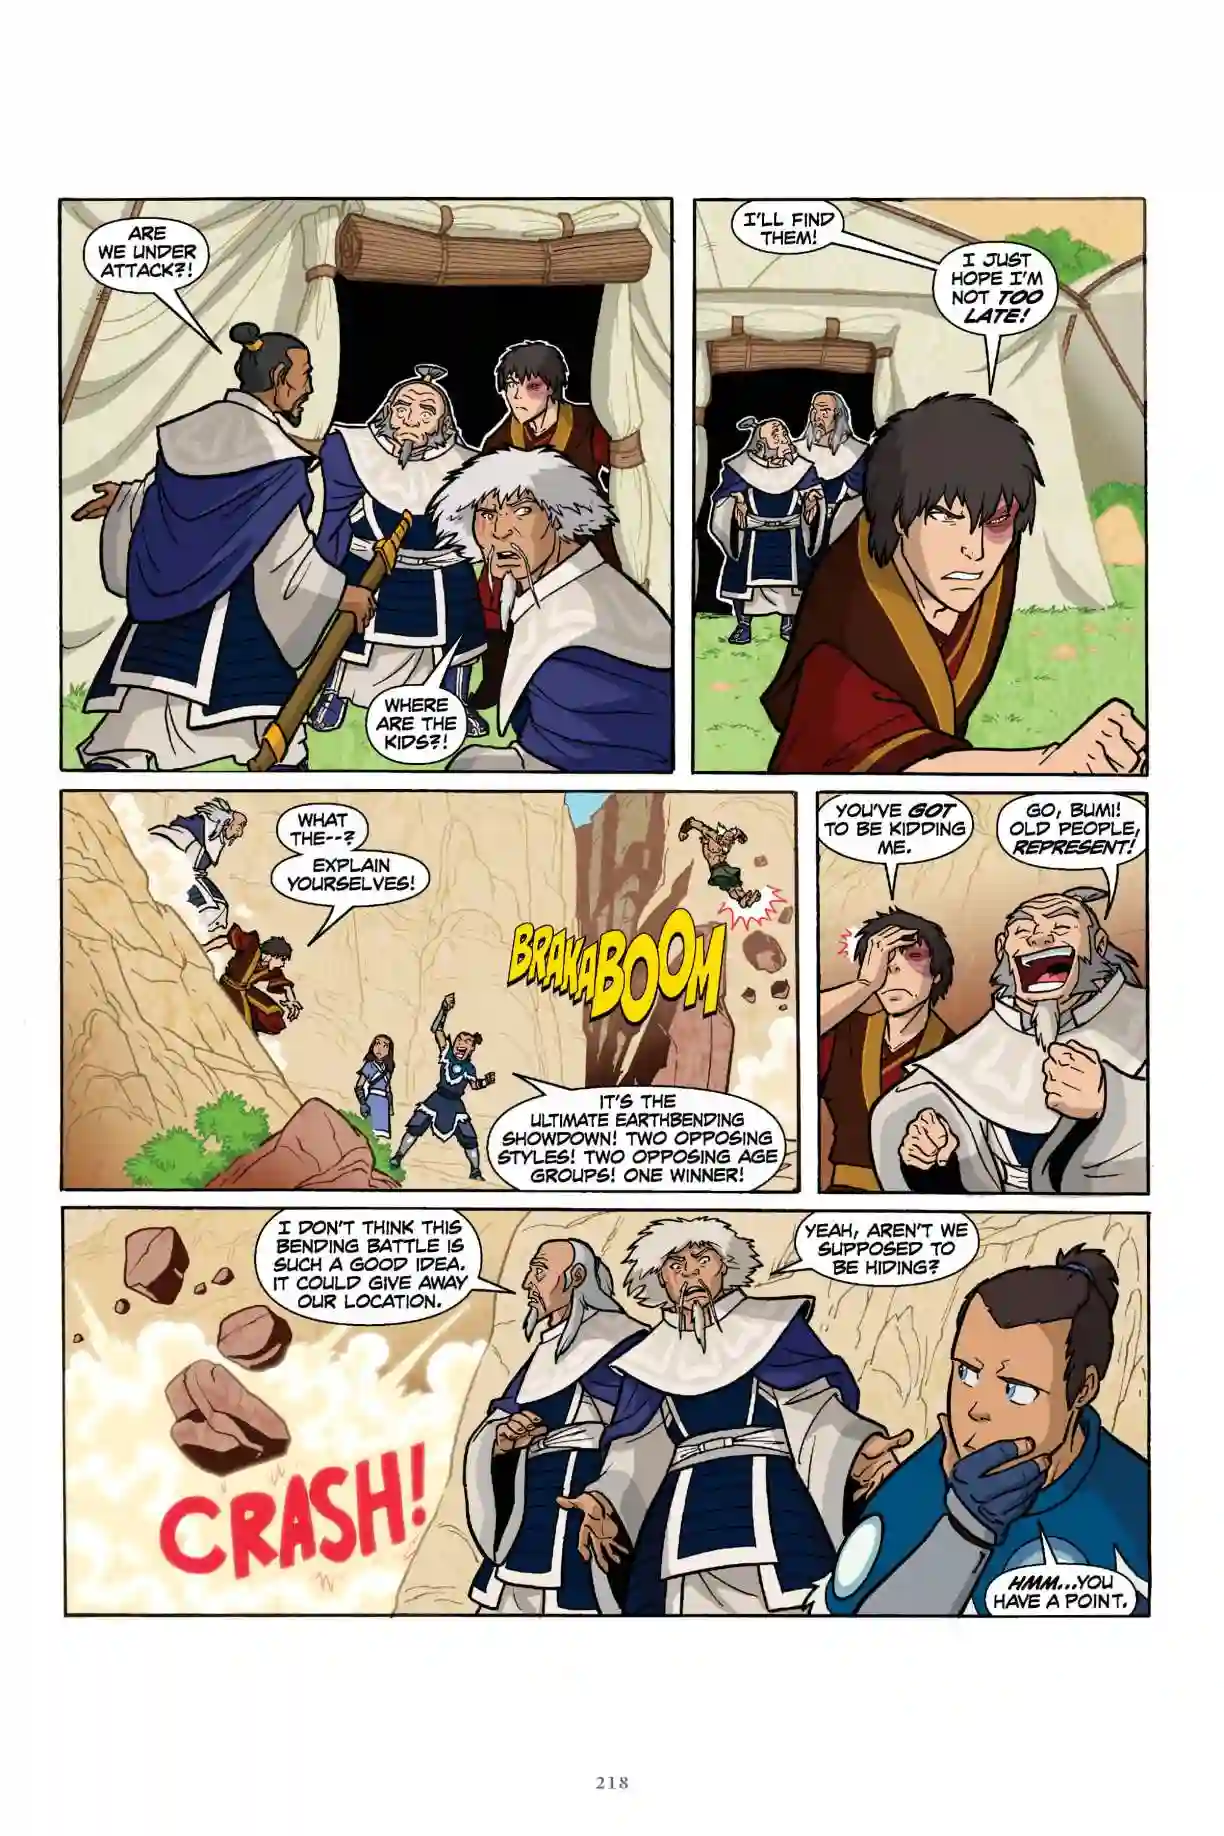 ARE
WE UNDER
ATTACK?!
WHERE
ARE THE
KIDS?!
I'LL FIND
THEM!
I JUST
HOPE I'M
NOT TOO
LATE!
WHAT
THE--?
EXPLAIN
YOURSELVES!
BRAKABOOM
IT'S THE
ULTIMATE EARTHBENDING
SHOWDOWN! TWO OPPOSING
STYLES! TWO OPPOSING AGE
GROUPS! ONE WINNER!
YOU'VE GOT
TO BE KIDDING
ME.
GO, BUMI!
OLD PEOPLE,
REPRESENT!
I DON'T THINK THIS
BENDING BATTLE IS
SUCH A GOOD IDEA.
IT COULD GIVE AWAY
OUR LOCATION.
YEAH, AREN'T WE
SUPPOSED TO
BE HIDING?
CRASH!
HMM...YOU
HAVE A POINT.
218